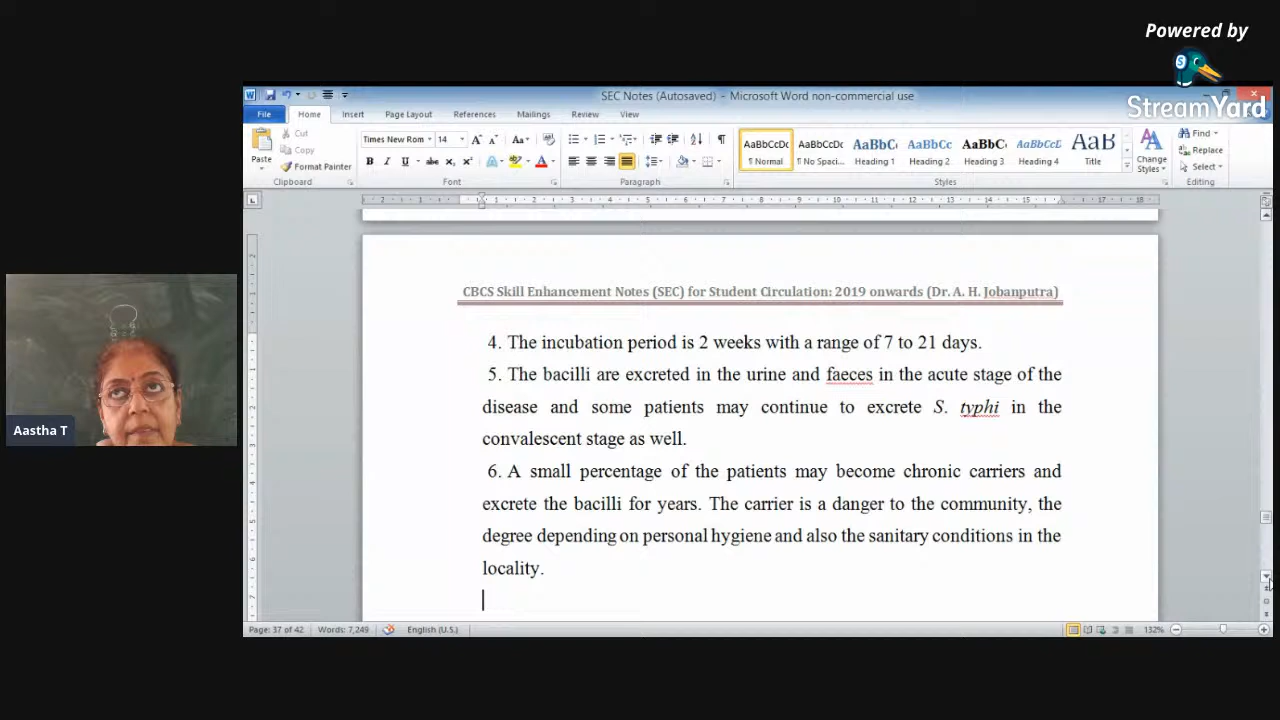 Powered by
StreamYard
SEC Notes (Autosaved) - Microsoft Word non-commercial use
File Home Insert Page Layout References Mailings Review View
Cut
Copy
Format Painter
Paste
Times New Rom 14
AaBbCcDc AaBbCcDc AaBbC AaBbCc AaBbC AaBbCcD AaB
¶ Normal ¶ No Spaci... Heading 1 Heading 2 Heading 3 Heading 4 Title
Change Styles
Find
Replace
Select
Clipboard Font Paragraph Styles Editing
CBCS Skill Enhancement Notes (SEC) for Student Circulation: 2019 onwards (Dr. A. H. Jobanputra)
4. The incubation period is 2 weeks with a range of 7 to 21 days.
5. The bacilli are excreted in the urine and faeces in the acute stage of the
disease and some patients may continue to excrete S. typhi in the
convalescent stage as well.
6. A small percentage of the patients may become chronic carriers and
excrete the bacilli for years. The carrier is a danger to the community, the
degree depending on personal hygiene and also the sanitary conditions in the
locality.
Aastha T
Page: 37 of 42 Words: 7,249 English (U.S.) 132%